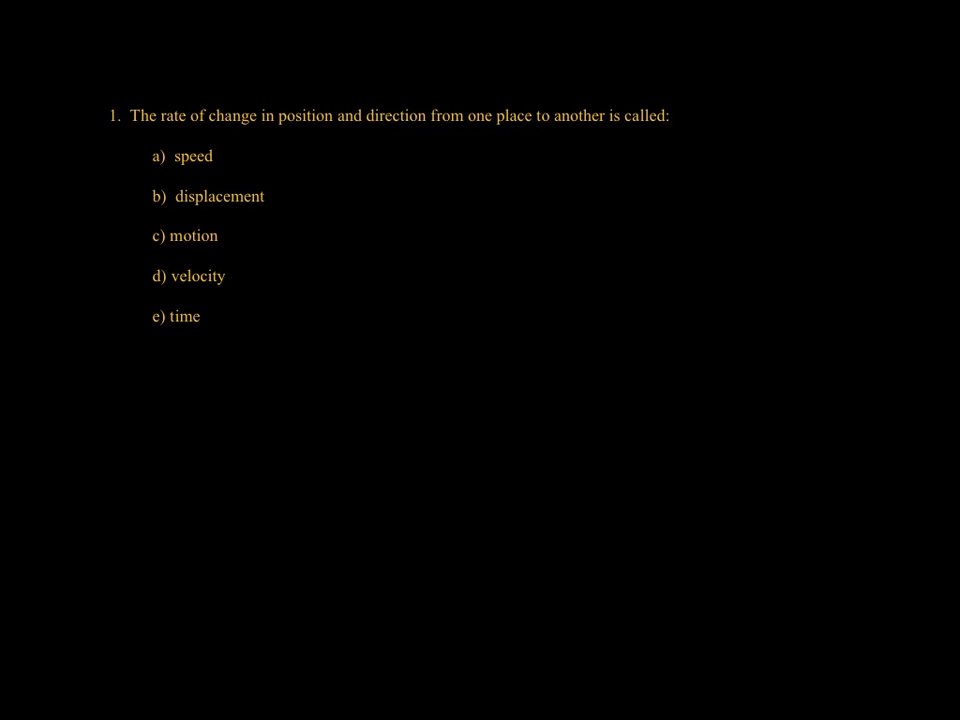 1. The rate of change in position and direction from one place to another is called:
a) speed
b) displacement
c) motion
d) velocity
e) time